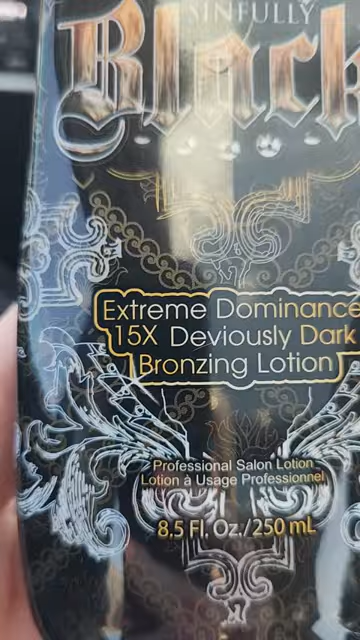 SINFULLY
Black
Extreme Dominance
15X Deviously Dark
Bronzing Lotion
Professional Salon Lotion
Lotion à Usage Professionnel
8.5 Fl. Oz./250 mL